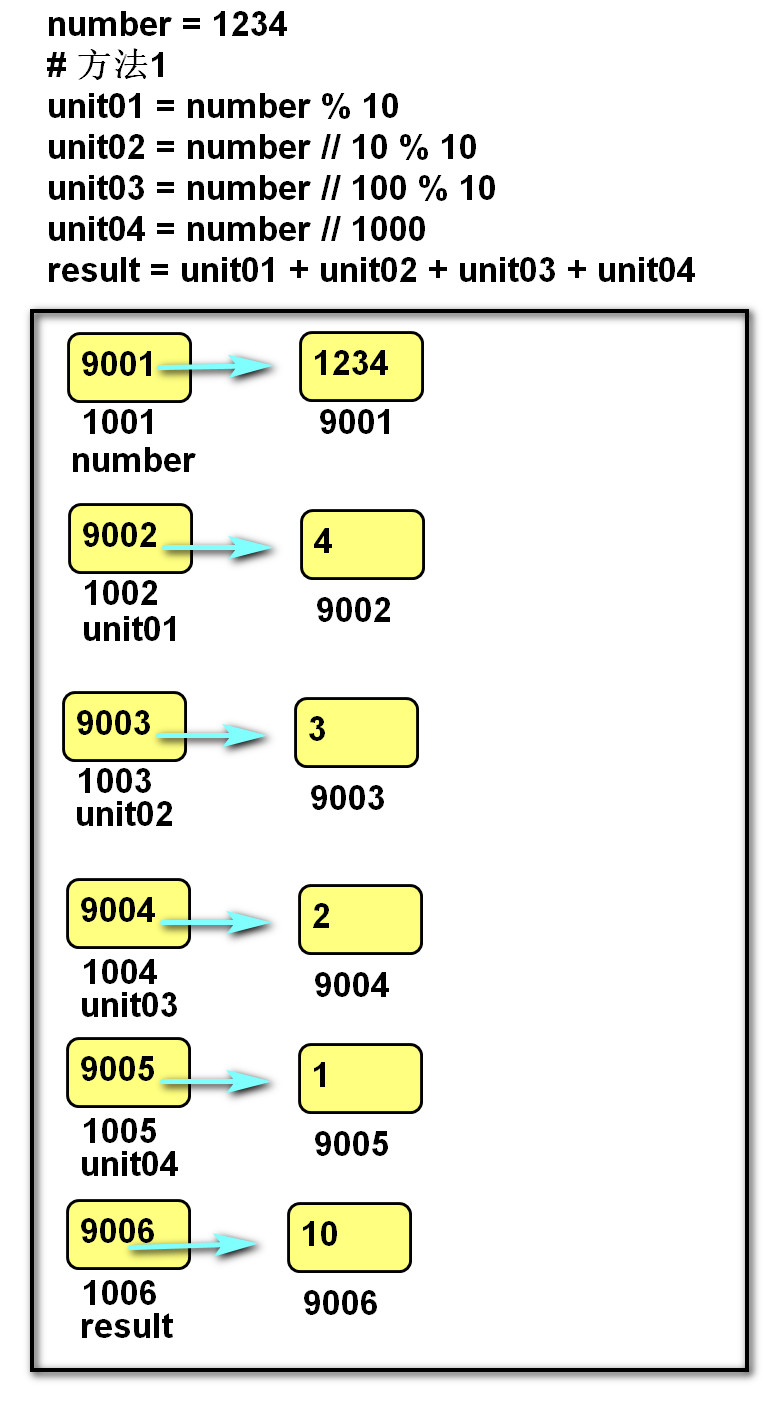 number = 1234
# 方法1
unit01 = number % 10
unit02 = number // 10 % 10
unit03 = number // 100 % 10
unit04 = number // 1000
result = unit01 + unit02 + unit03 + unit04
9001 1234
1001 9001
number
9002 4
1002 9002
unit01
9003 3
1003 9003
unit02
9004 2
1004 9004
unit03
9005 1
1005 9005
unit04
9006 10
1006 9006
result